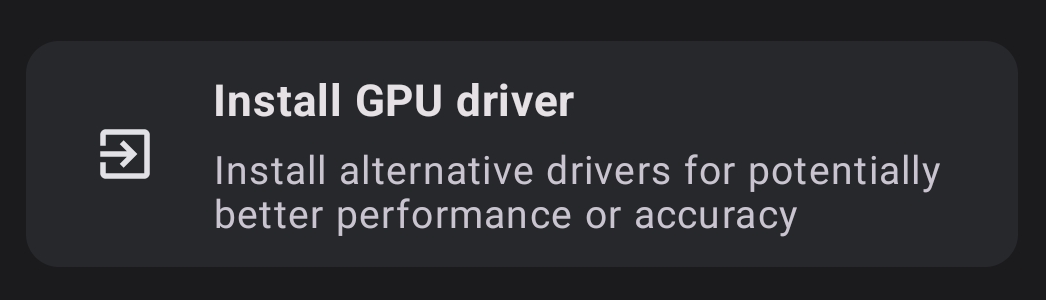 Install GPU driver
Install alternative drivers for potentially
better performance or accuracy